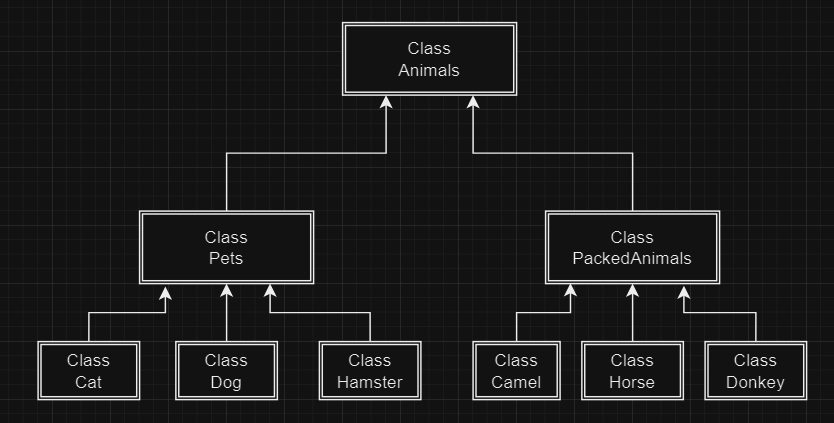 Class
Animals
Class
Pets
Class
PackedAnimals
Class
Cat
Class
Dog
Class
Hamster
Class
Camel
Class
Horse
Class
Donkey